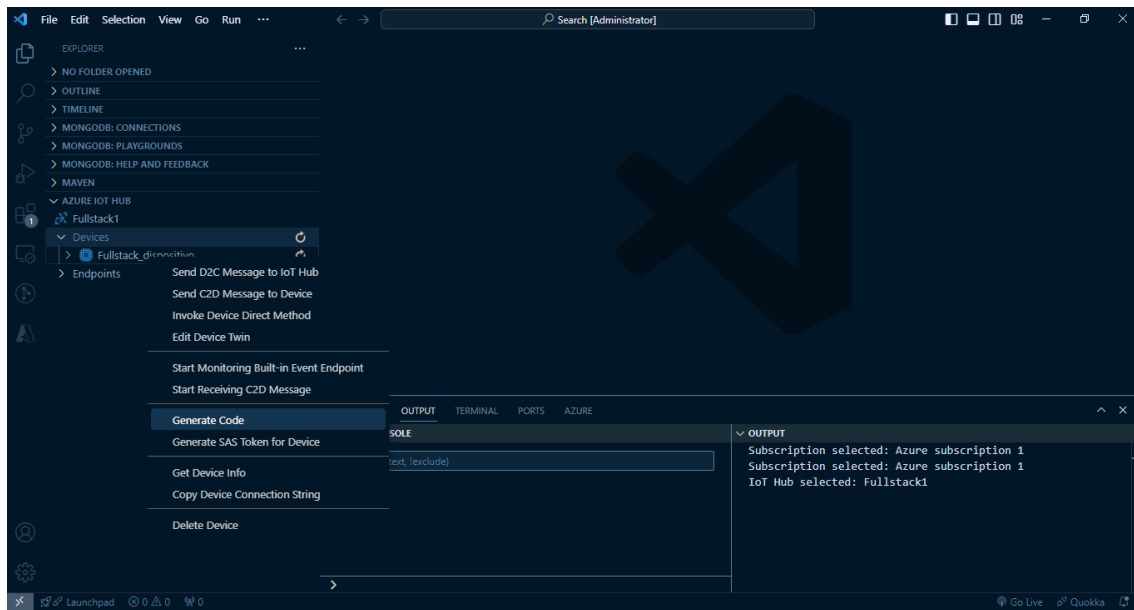 File Edit Selection View Go Run ···
Search [Administrator]
EXPLORER
NO FOLDER OPENED
OUTLINE
TIMELINE
MONGODB: CONNECTIONS
MONGODB: PLAYGROUNDS
MONGODB: HELP AND FEEDBACK
MAVEN
AZURE IOT HUB
1
Fullstack1
Devices
Fullstack_dispositivo
Endpoints
Send D2C Message to IoT Hub
Send C2D Message to Device
Invoke Device Direct Method
Edit Device Twin
Start Monitoring Built-in Event Endpoint
Start Receiving C2D Message
Generate Code
Generate SAS Token for Device
Get Device Info
Copy Device Connection String
Delete Device
OUTPUT TERMINAL PORTS AZURE
SOLE
text, !exclude)
OUTPUT
Subscription selected: Azure subscription 1
Subscription selected: Azure subscription 1
IoT Hub selected: Fullstack1
Launchpad 0 0 0
Go Live Quokka